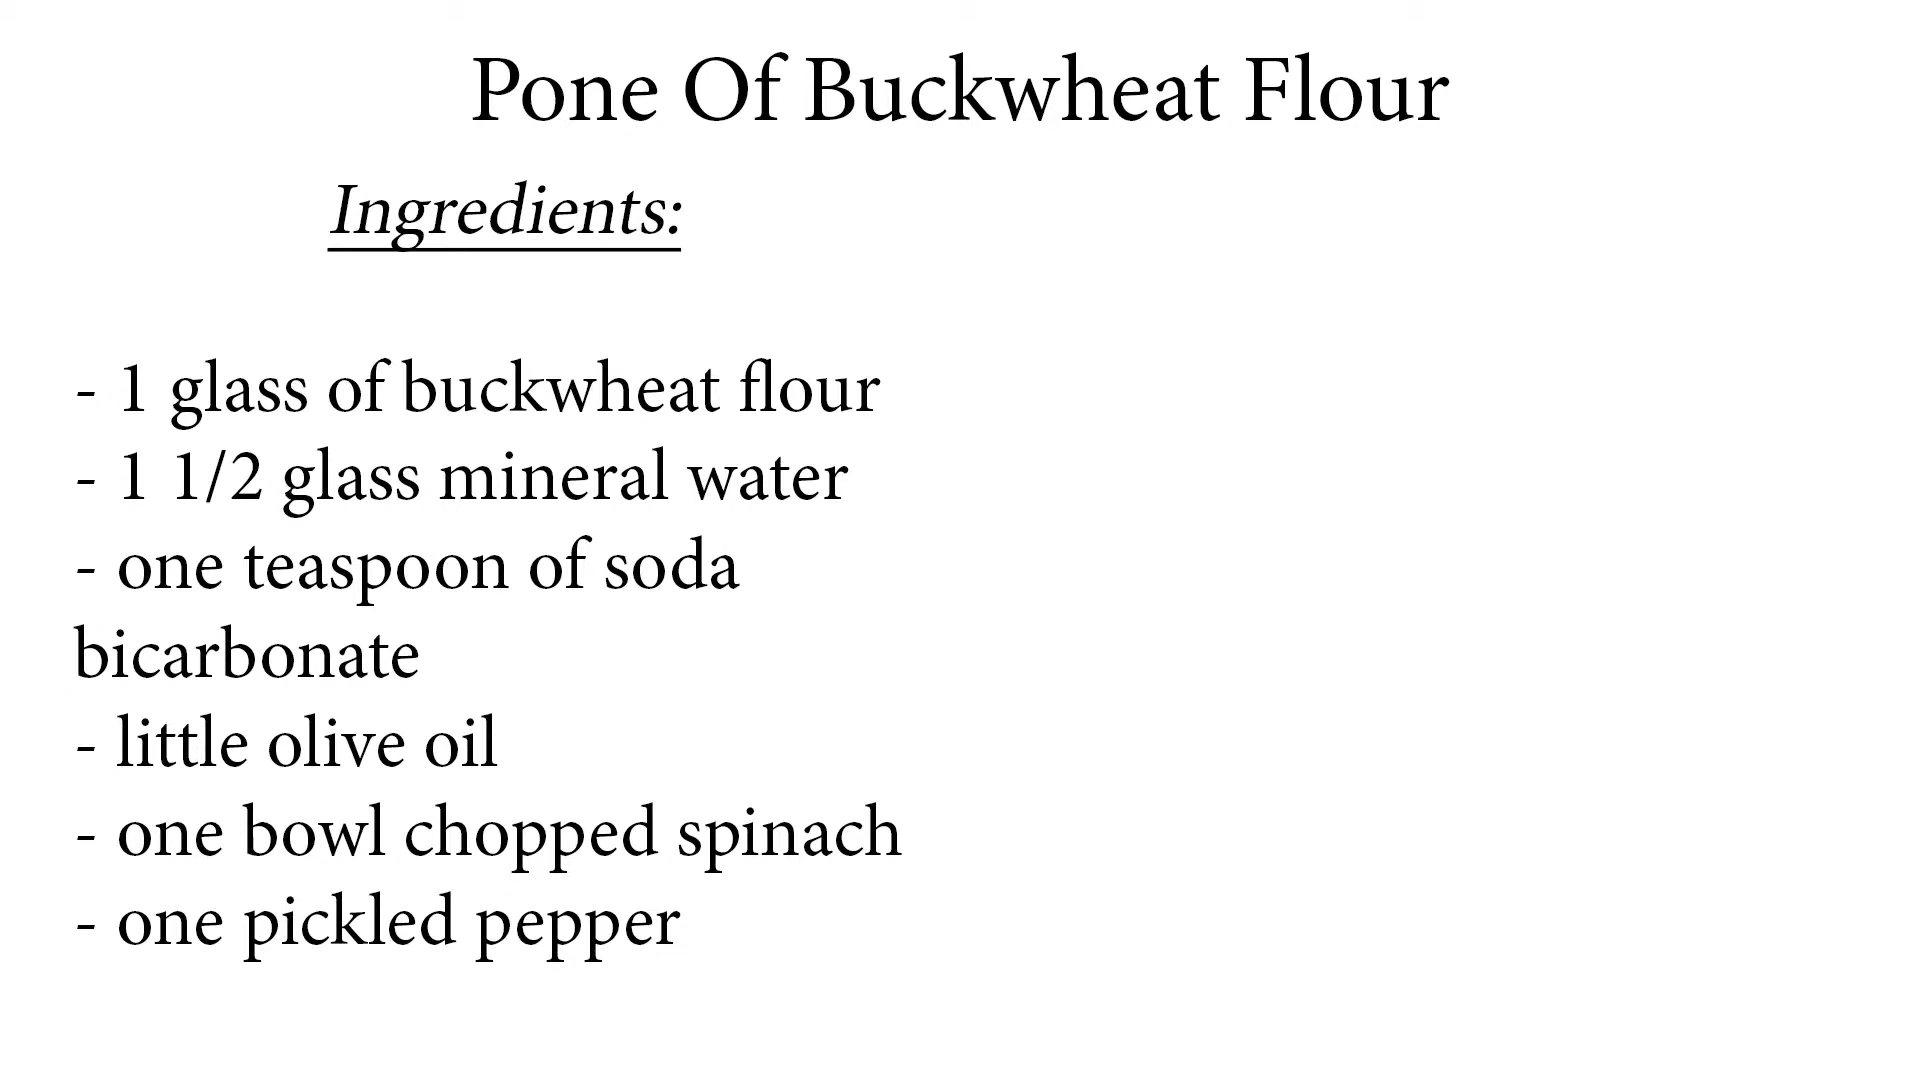 Pone Of Buckwheat Flour
Ingredients:
- 1 glass of buckwheat flour
- 1 1/2 glass mineral water
- one teaspoon of soda
bicarbonate
- little olive oil
- one bowl chopped spinach
- one pickled pepper